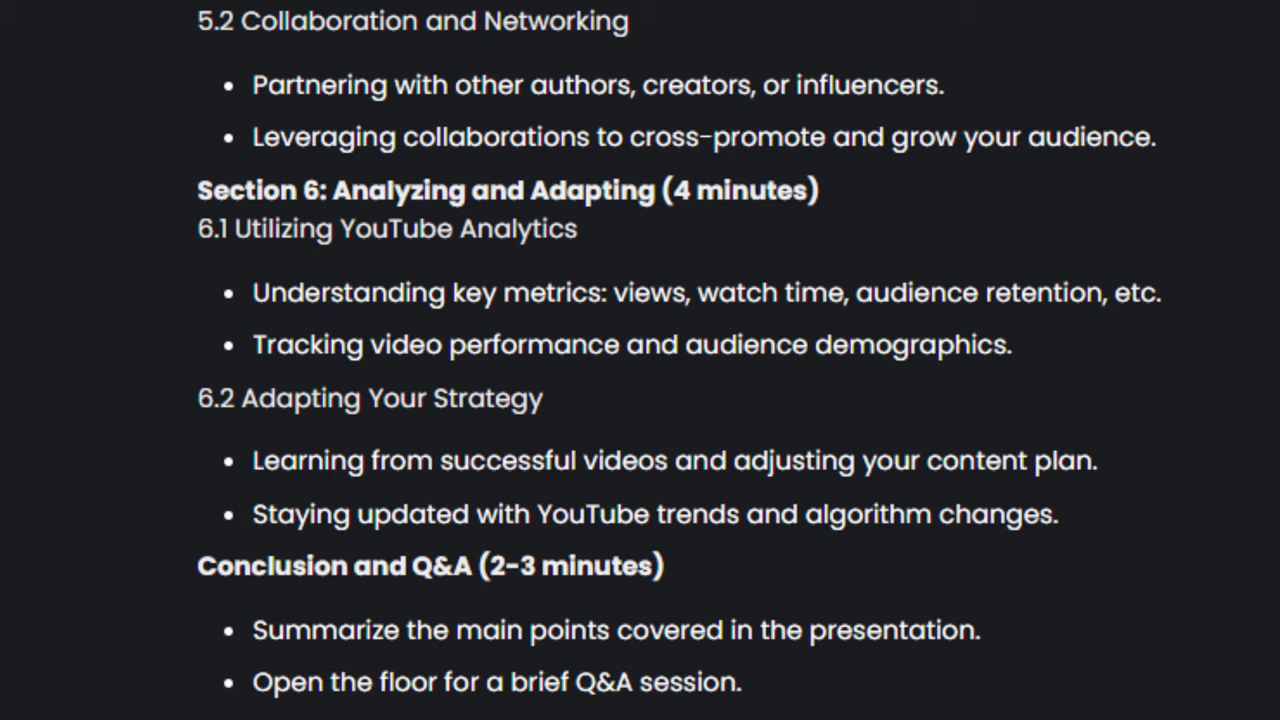 5.2 Collaboration and Networking
• Partnering with other authors, creators, or influencers.
• Leveraging collaborations to cross-promote and grow your audience.
Section 6: Analyzing and Adapting (4 minutes)
6.1 Utilizing YouTube Analytics
• Understanding key metrics: views, watch time, audience retention, etc.
• Tracking video performance and audience demographics.
6.2 Adapting Your Strategy
• Learning from successful videos and adjusting your content plan.
• Staying updated with YouTube trends and algorithm changes.
Conclusion and Q&A (2-3 minutes)
• Summarize the main points covered in the presentation.
• Open the floor for a brief Q&A session.